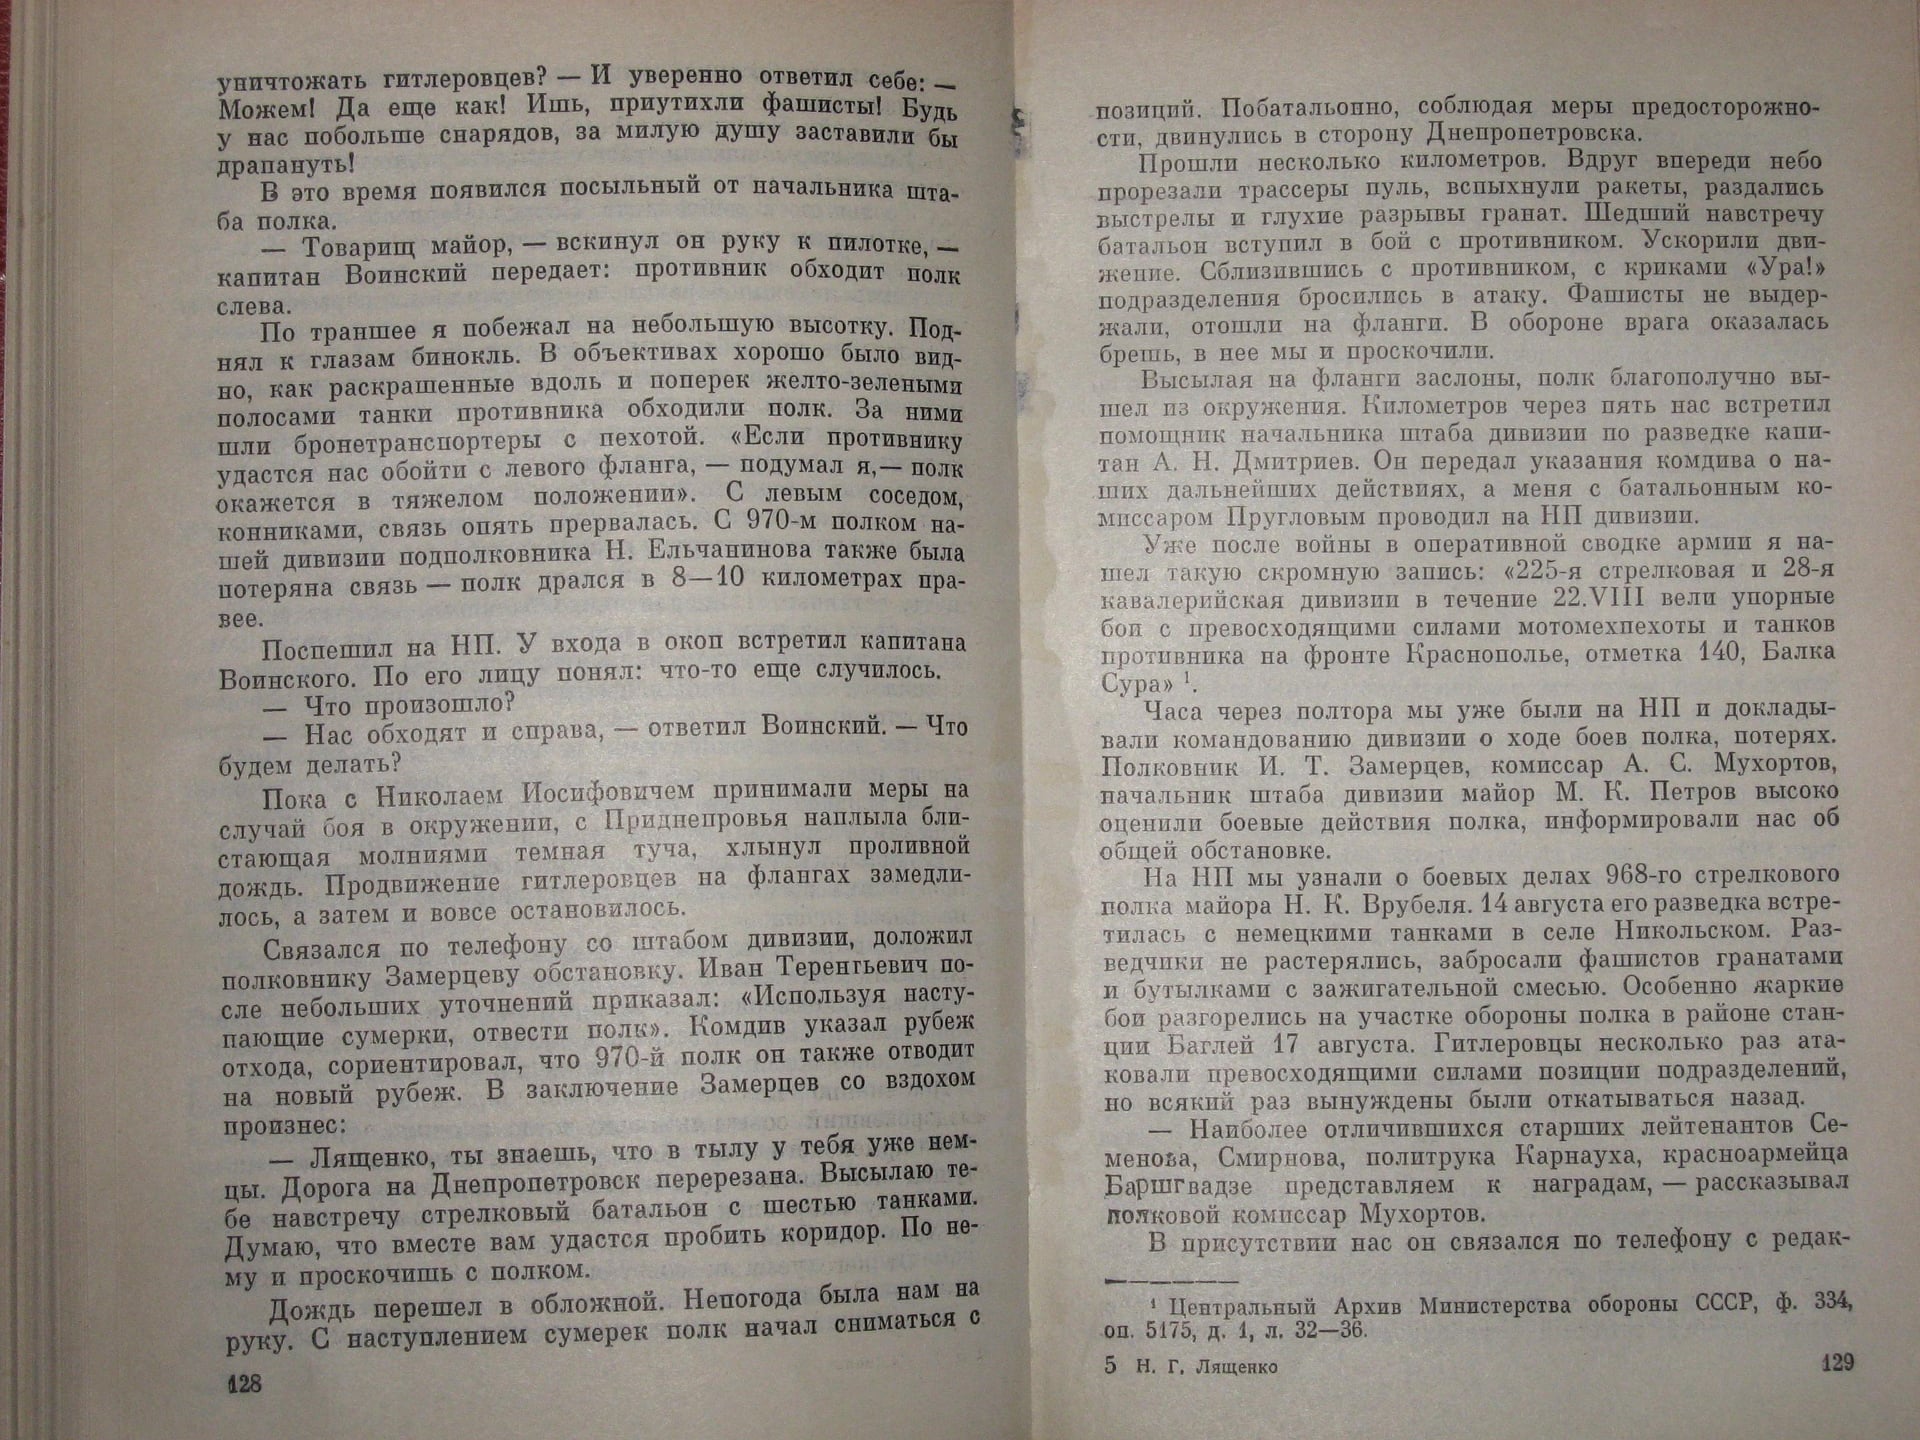 уничтожать гитлеровцев? — И уверенно ответил себе: —
Можем! Да еще как! Ишь, приутихли фашисты! Будь
у нас побольше снарядов, за милую душу заставили бы
драпануть!
В это время появился посыльный от начальника шта-
ба полка.
— Товарищ майор, — вскинул он руку к пилотке, —
капитан Воинский передает: противник обходит полк
слева.
По траншее я побежал на небольшую высотку. Под-
нял к глазам бинокль. В объективах хорошо было вид-
но, как раскрашенные вдоль и поперек желто-зелеными
полосами танки противника обходили полк. За ними
шли бронетранспортеры с пехотой. «Если противнику
удастся нас обойти с левого фланга, — подумал я,— полк
окажется в тяжелом положении». С левым соседом,
конниками, связь опять прервалась. С 970-м полком на-
шей дивизии подполковника Н. Ельчанинова также была
потеряна связь — полк дрался в 8—10 километрах пра-
вее.
Поспешил на НП. У входа в окоп встретил капитана
Воинского. По его лицу понял: что-то еще случилось.
— Что произошло?
— Нас обходят и справа, — ответил Воинский. — Что
будем делать?
Пока с Николаем Иосифовичем принимали меры на
случай боя в окружении, с Приднепровья наплыла бли-
стающая молниями темная туча, хлынул проливной
дождь. Продвижение гитлеровцев на флангах замедли-
лось, а затем и вовсе остановилось.
Связался по телефону со штабом дивизии, доложил
полковнику Замерцеву обстановку. Иван Терентьевич по-
сле небольших уточнений приказал: «Используя насту-
пающие сумерки, отвести полк». Комдив указал рубеж
отхода, сориентировал, что 970-й полк он также отводит
на новый рубеж. В заключение Замерцев со вздохом
произнес:
— Лященко, ты знаешь, что в тылу у тебя уже нем-
цы. Дорога на Днепропетровск перерезана. Высылаю те-
бе навстречу стрелковый батальон с шестью танками.
Думаю, что вместе вам удастся пробить коридор. По не-
му и проскочишь с полком.
Дождь перешел в обложной. Непогода была нам на
руку. С наступлением сумерек полк начал сниматься с
128
позиций. Побатальонно, соблюдая меры предосторожно-
сти, двинулись в сторону Днепропетровска.
Прошли несколько километров. Вдруг впереди небо
прорезали трассеры пуль, вспыхнули ракеты, раздались
выстрелы и глухие разрывы гранат. Шедший навстречу
батальон вступил в бой с противником. Ускорили дви-
жение. Сблизившись с противником, с криками «Ура!»
подразделения бросились в атаку. Фашисты не выдер-
жали, отошли на фланги. В обороне врага оказалась
брешь, в нее мы и проскочили.
Высылая на фланги заслоны, полк благополучно вы-
шел из окружения. Километров через пять нас встретил
помощник начальника штаба дивизии по разведке капи-
тан А. Н. Дмитриев. Он передал указания комдива о на-
ших дальнейших действиях, а меня с батальонным ко-
миссаром Пругловым проводил на НП дивизии.
Уже после войны в оперативной сводке армии я на-
шел такую скромную запись: «225-я стрелковая и 28-я
кавалерийская дивизии в течение 22.VIII вели упорные
бои с превосходящими силами мотомехпехоты и танков
противника на фронте Краснополье, отметка 140, Балка
Сура» ¹.
Часа через полтора мы уже были на НП и доклады-
вали командованию дивизии о ходе боев полка, потерях.
Полковник И. Т. Замерцев, комиссар А. С. Мухортов,
начальник штаба дивизии майор М. К. Петров высоко
оценили боевые действия полка, информировали нас об
общей обстановке.
На НП мы узнали о боевых делах 968-го стрелкового
полка майора Н. К. Врубеля. 14 августа его разведка встре-
тилась с немецкими танками в селе Никольском. Раз-
ведчики не растерялись, забросали фашистов гранатами
и бутылками с зажигательной смесью. Особенно жаркие
бои разгорелись на участке обороны полка в районе стан-
ции Баглей 17 августа. Гитлеровцы несколько раз ата-
ковали превосходящими силами позиции подразделений,
но всякий раз вынуждены были откатываться назад.
— Наиболее отличившихся старших лейтенантов Се-
менова, Смирнова, политрука Карнауха, красноармейца
Баршгвадзе представляем к наградам, — рассказывал
полковой комиссар Мухортов.
В присутствии нас он связался по телефону с редак-
¹ Центральный Архив Министерства обороны СССР, ф. 334,
оп. 5175, д. 1, л. 32—36.
5 Н. Г. Лященко
129